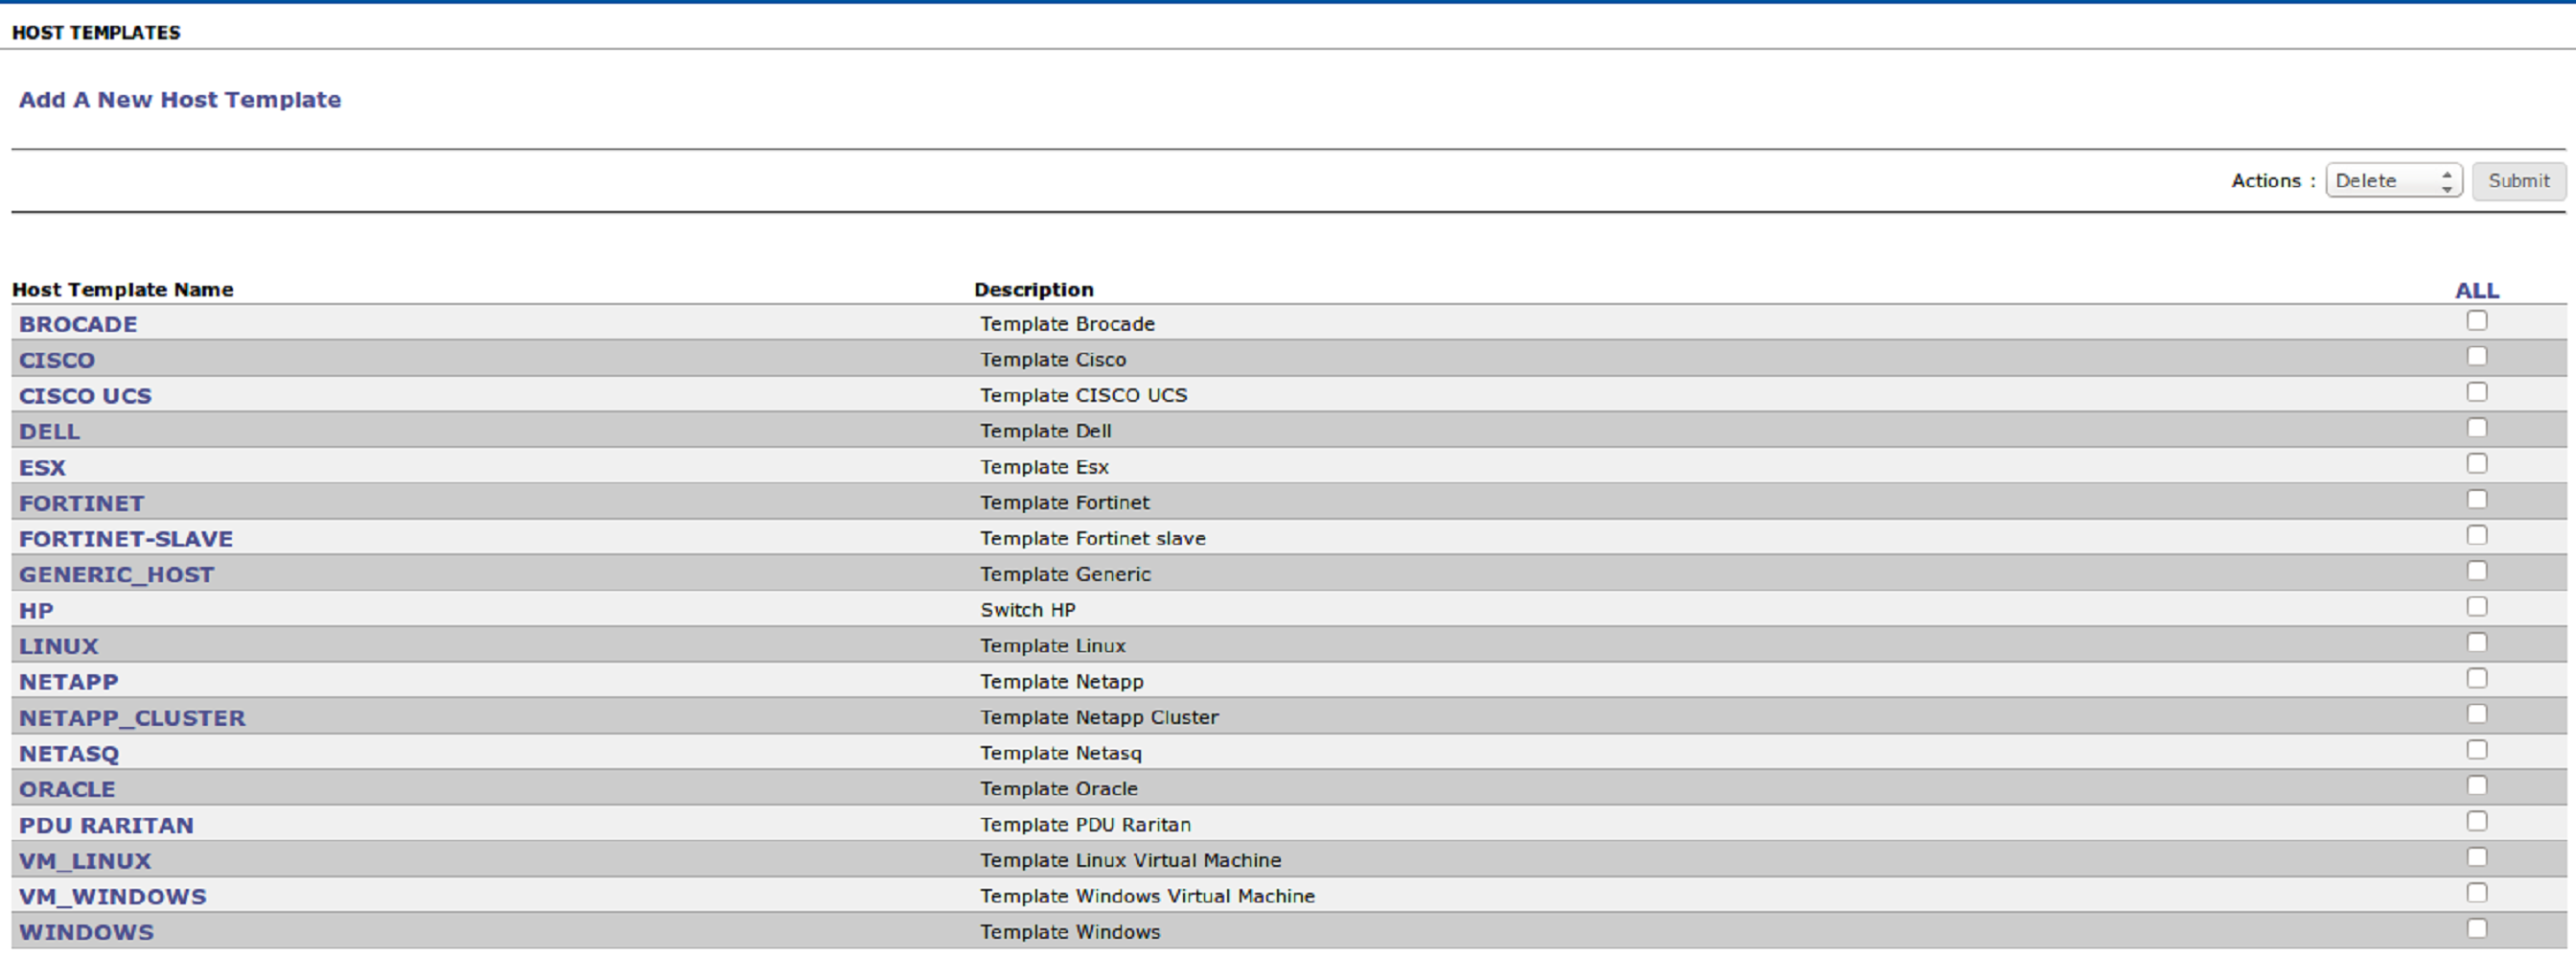 HOST TEMPLATES
Add A New Host Template
Actions : Delete Submit
Host Template Name Description ALL
BROCADE Template Brocade
CISCO Template Cisco
CISCO UCS Template CISCO UCS
DELL Template Dell
ESX Template Esx
FORTINET Template Fortinet
FORTINET-SLAVE Template Fortinet slave
GENERIC_HOST Template Generic
HP Switch HP
LINUX Template Linux
NETAPP Template Netapp
NETAPP_CLUSTER Template Netapp Cluster
NETASQ Template Netasq
ORACLE Template Oracle
PDU RARITAN Template PDU Raritan
VM_LINUX Template Linux Virtual Machine
VM_WINDOWS Template Windows Virtual Machine
WINDOWS Template Windows